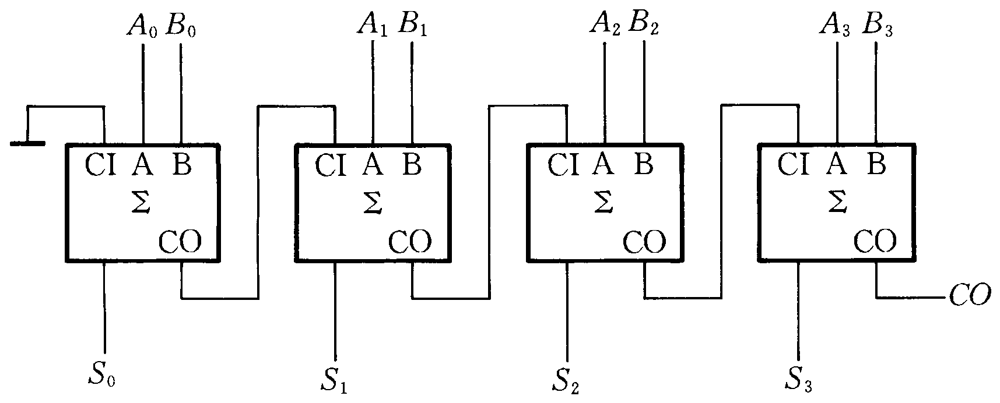 A₀ B₀ A₁ B₁ A₂ B₂ A₃ B₃
CI A B CI A B CI A B CI A B
Σ Σ Σ Σ
CO CO CO CO
CO
S₀ S₁ S₂ S₃